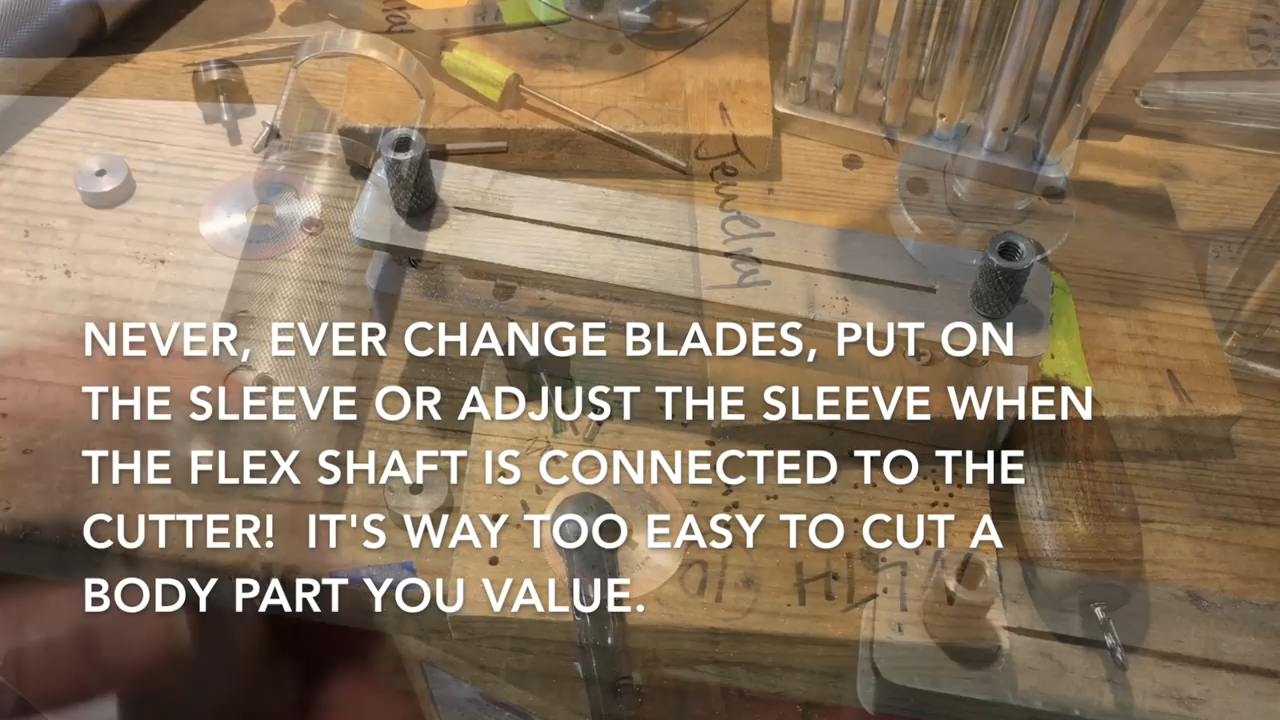 Jewelry
NEVER, EVER CHANGE BLADES, PUT ON
THE SLEEVE OR ADJUST THE SLEEVE WHEN
THE FLEX SHAFT IS CONNECTED TO THE
CUTTER!  IT'S WAY TOO EASY TO CUT A
BODY PART YOU VALUE.